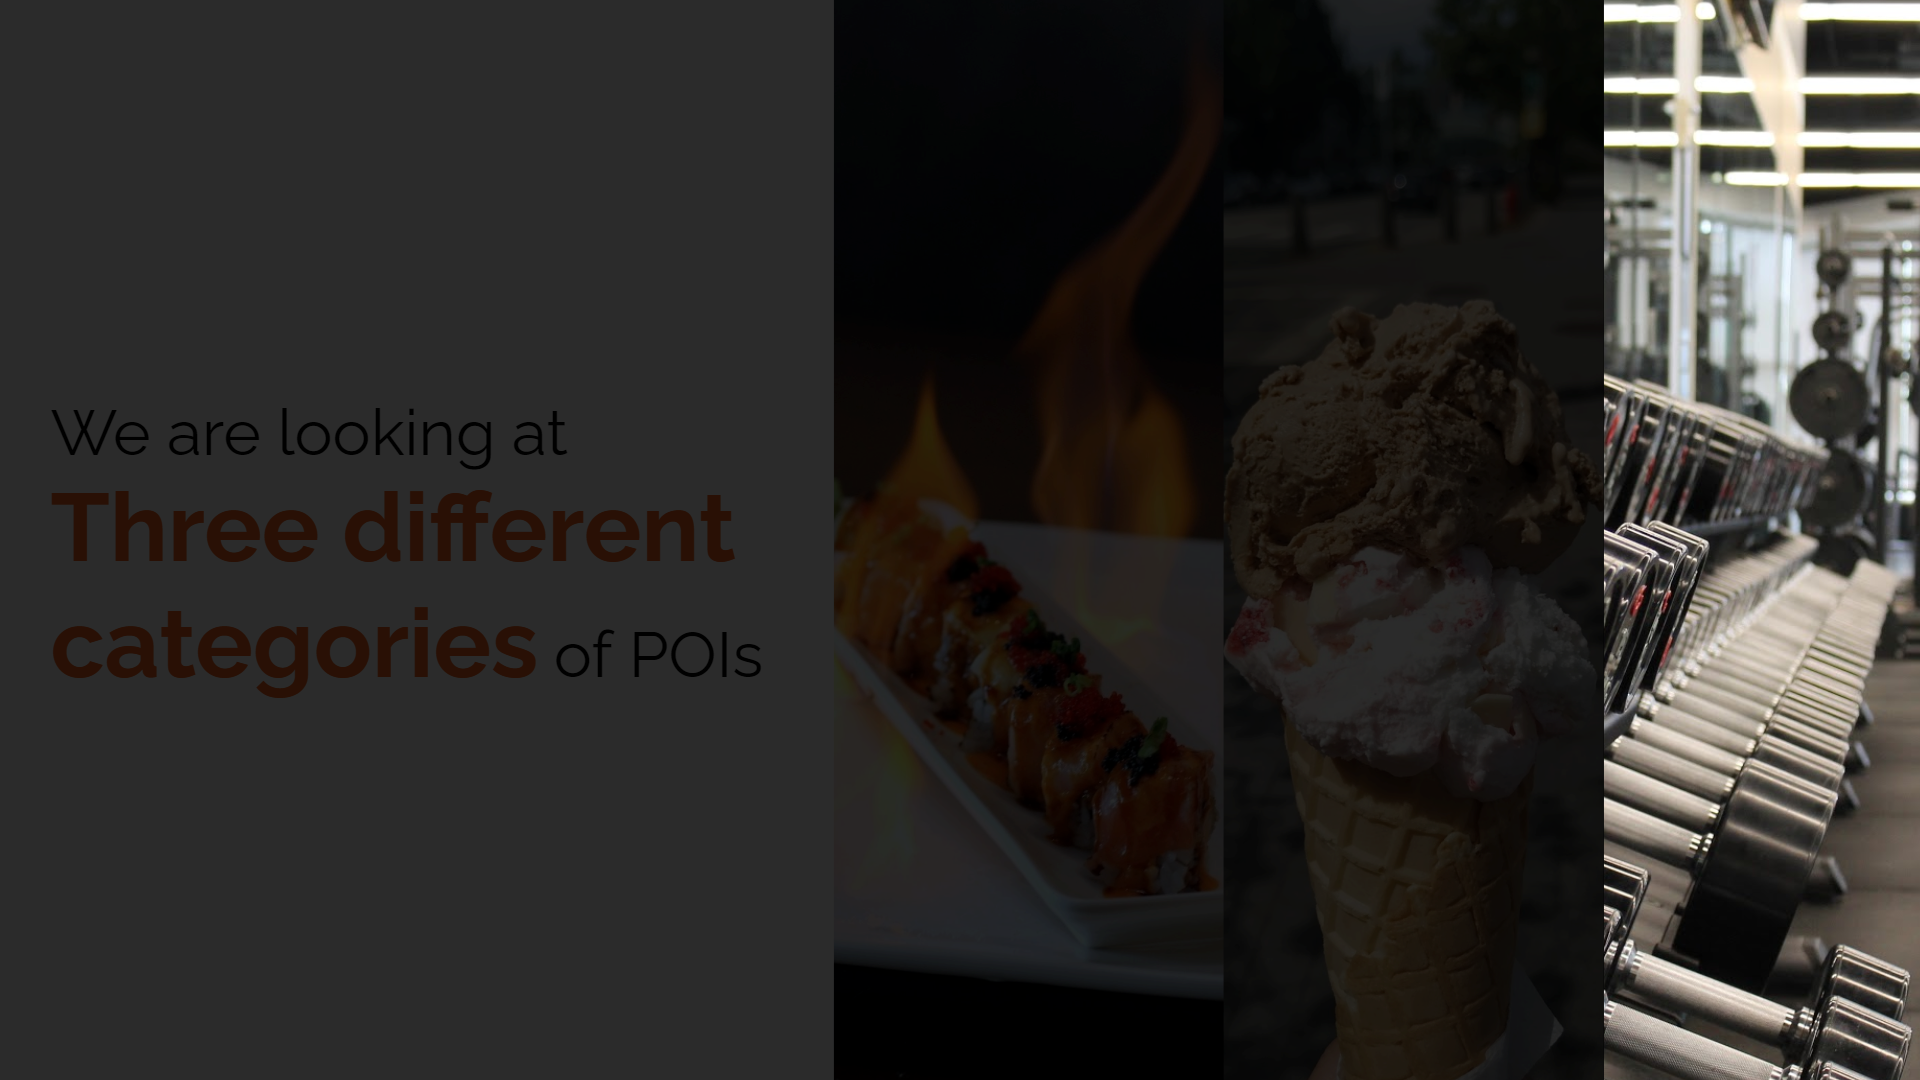 We are looking at
Three different
categories of POIs